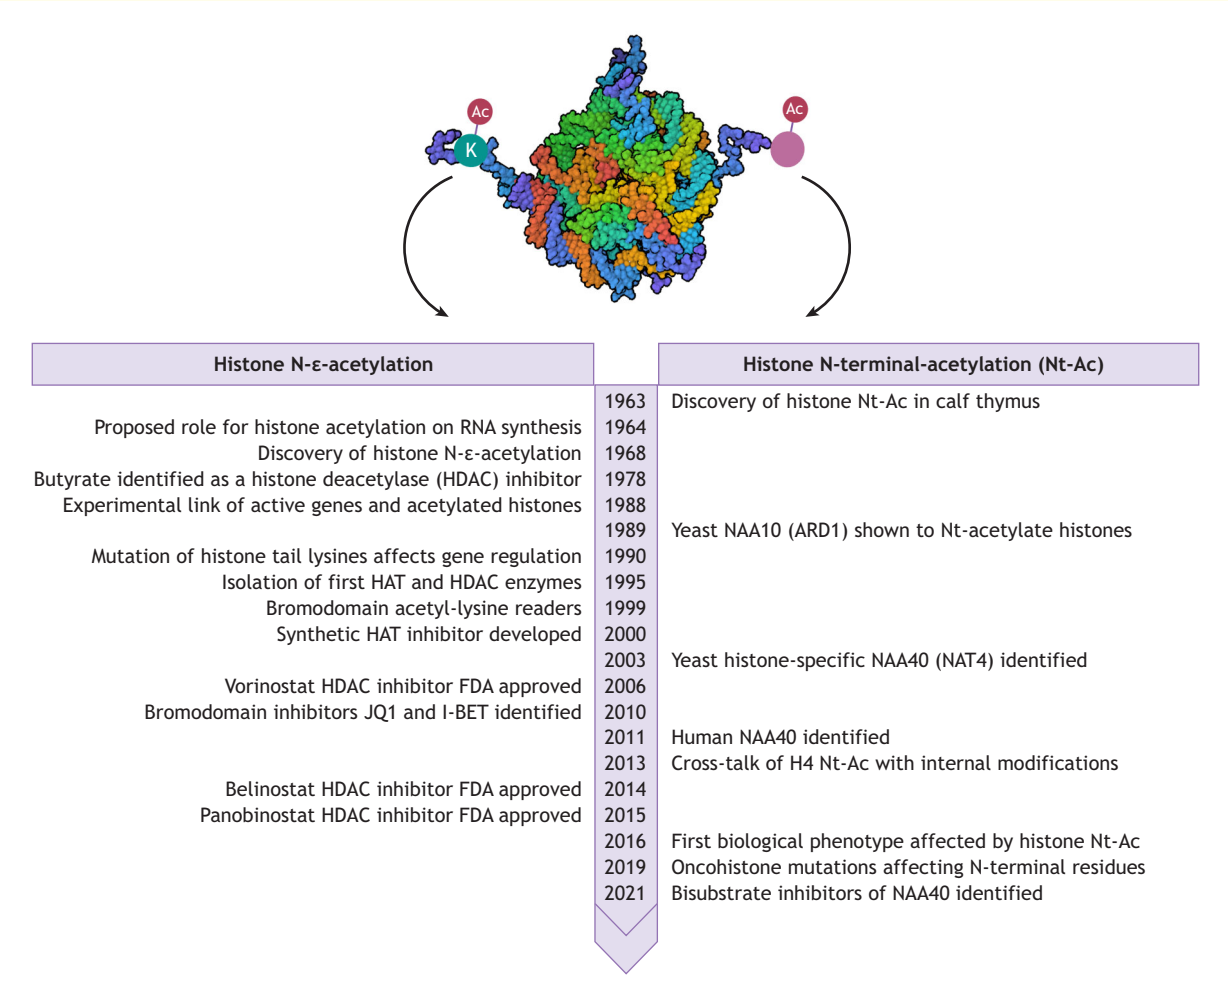 Ac
Ac
K
Histone N-ε-acetylation
Histone N-terminal-acetylation (Nt-Ac)
1963 Discovery of histone Nt-Ac in calf thymus
Proposed role for histone acetylation on RNA synthesis 1964
Discovery of histone N-ε-acetylation 1968
Butyrate identified as a histone deacetylase (HDAC) inhibitor 1978
Experimental link of active genes and acetylated histones 1988
1989 Yeast NAA10 (ARD1) shown to Nt-acetylate histones
Mutation of histone tail lysines affects gene regulation 1990
Isolation of first HAT and HDAC enzymes 1995
Bromodomain acetyl-lysine readers 1999
Synthetic HAT inhibitor developed 2000
2003 Yeast histone-specific NAA40 (NAT4) identified
Vorinostat HDAC inhibitor FDA approved 2006
Bromodomain inhibitors JQ1 and I-BET identified 2010
2011 Human NAA40 identified
2013 Cross-talk of H4 Nt-Ac with internal modifications
Belinostat HDAC inhibitor FDA approved 2014
Panobinostat HDAC inhibitor FDA approved 2015
2016 First biological phenotype affected by histone Nt-Ac
2019 Oncohistone mutations affecting N-terminal residues
2021 Bisubstrate inhibitors of NAA40 identified